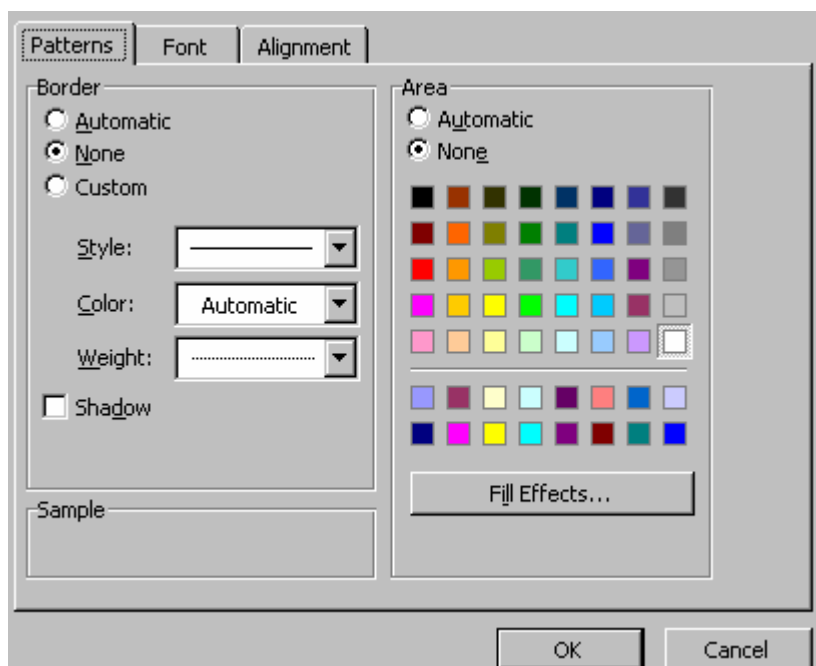 Patterns Font Alignment
Border
Automatic
None
Custom
Style:
Color: Automatic
Weight:
Shadow
Sample
Area
Automatic
None
Fill Effects...
OK Cancel